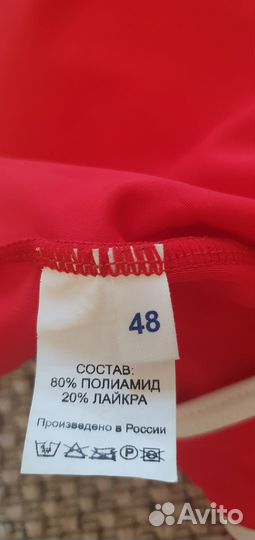 48
СОСТАВ:
80% ПОЛИАМИД
20% ЛАЙКРА
Произведено в России
Avito